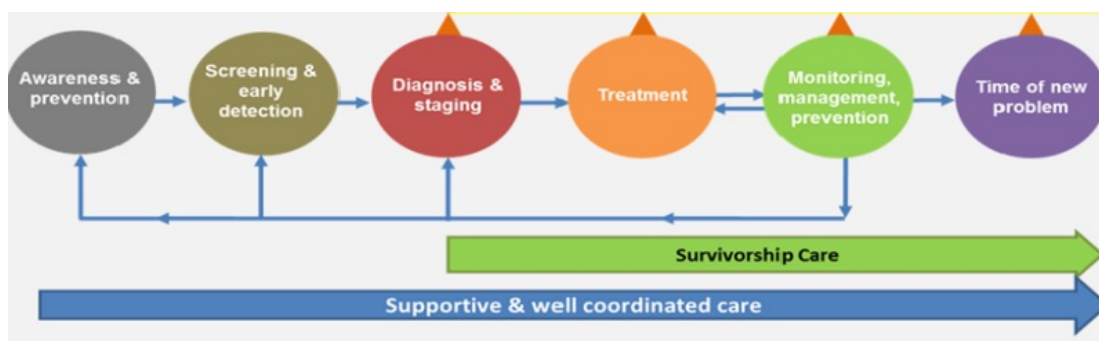 Awareness &
prevention
Screening &
early
detection
Diagnosis &
staging
Treatment
Monitoring,
management,
prevention
Time of new
problem
Survivorship Care
Supportive & well coordinated care